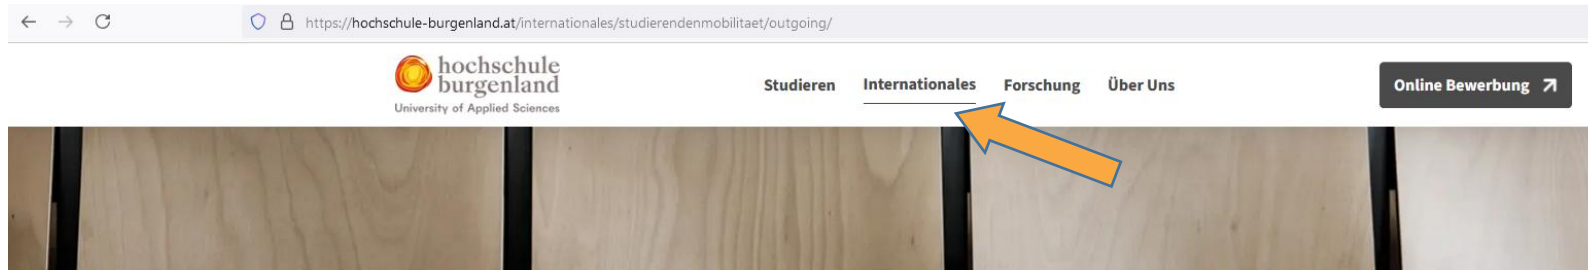 https://hochschule-burgenland.at/internationales/studierendenmobilitaet/outgoing/
hochschule
burgenland
University of Applied Sciences
Studieren Internationales Forschung Über Uns
Online Bewerbung